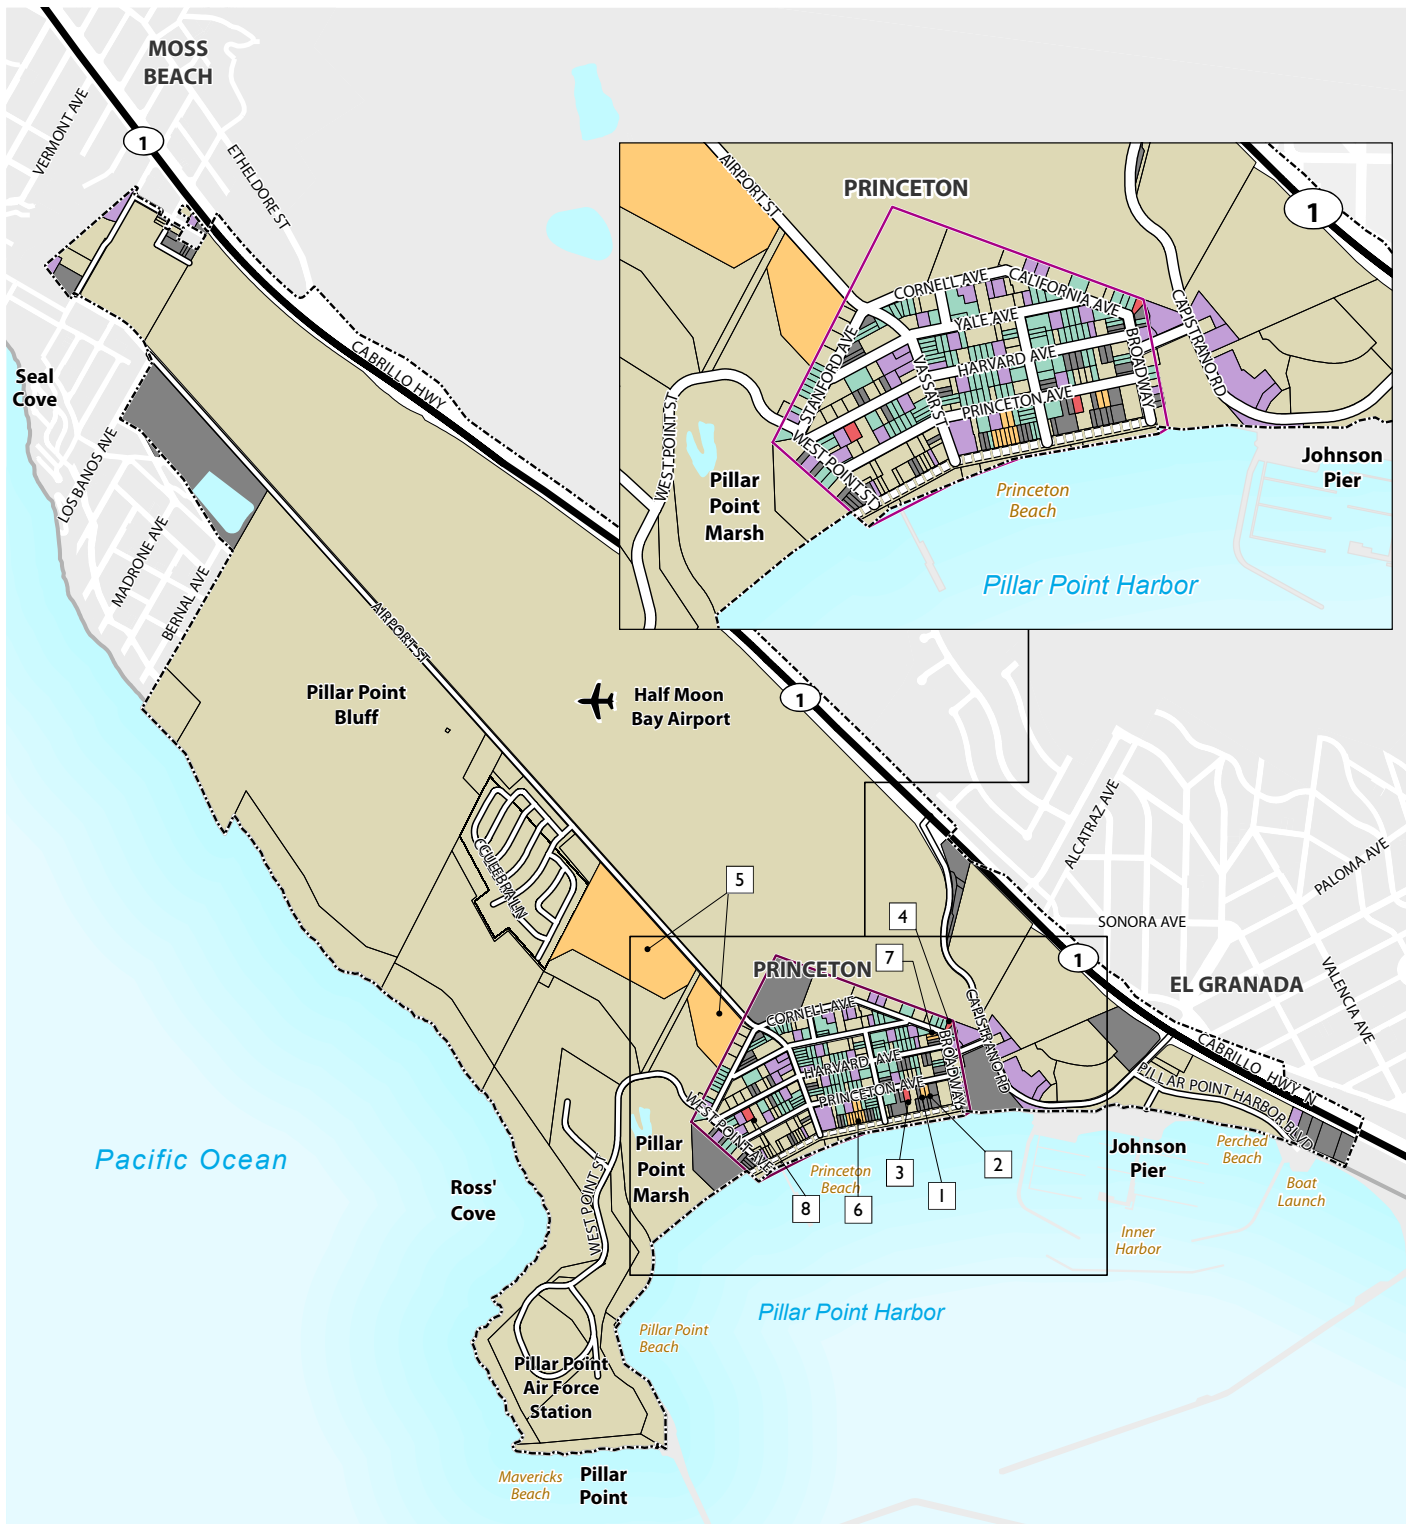 MOSS
BEACH
VERMONT AVE
1
ETHELDORE ST
CABRILLO HWY
Seal
Cove
LOS BANOS AVE
MADRONE AVE
BERNAL AVE
AIRPORT ST
Pillar Point
Bluff
Half Moon
Bay Airport
1
AIRPORT ST
PRINCETON
1
CORNELL AVE
CALIFORNIA AVE
YALE AVE
CAPISTRANO RD
STANFORD AVE
VASSAR ST
HARVARD AVE
BROADWAY
PRINCETON AVE
WEST POINT ST
WEST POINT ST
Pillar
Point
Marsh
Princeton
Beach
Johnson
Pier
Pillar Point Harbor
ALCATRAZ AVE
PALOMA AVE
SONORA AVE
VALENCIA AVE
EL GRANADA
1
CABRILLO HWY N
PILLAR POINT HARBOR BLVD
5
4
7
PRINCETON
CORNELL AVE
HARVARD AVE
PRINCETON AVE
BROADWAY
CAPISTRANO RD
WEST POINT AVE
WEST POINT ST
Pillar
Point
Marsh
Princeton
Beach
8
6
3
1
2
Johnson
Pier
Perched
Beach
Boat
Launch
Inner
Harbor
Pacific Ocean
Ross'
Cove
Pillar Point Harbor
Pillar Point
Beach
Pillar Point
Air Force
Station
Mavericks
Beach
Pillar
Point